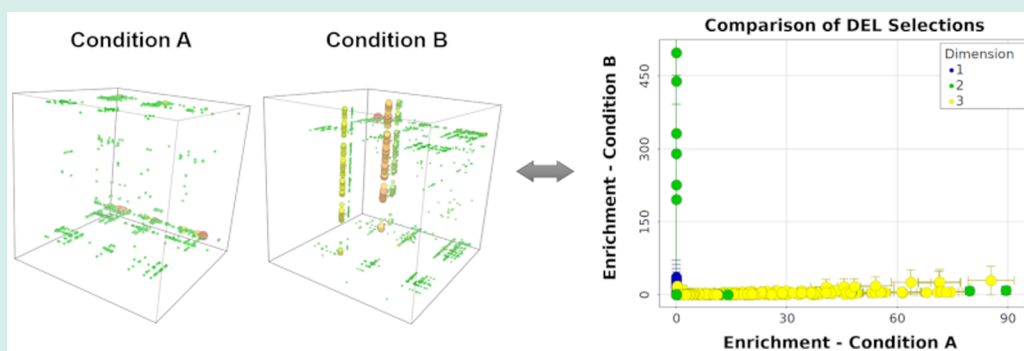 Condition A
Condition B
Comparison of DEL Selections
Dimension
1
2
3
Enrichment - Condition B
450
300
150
0
0
30
60
90
Enrichment - Condition A